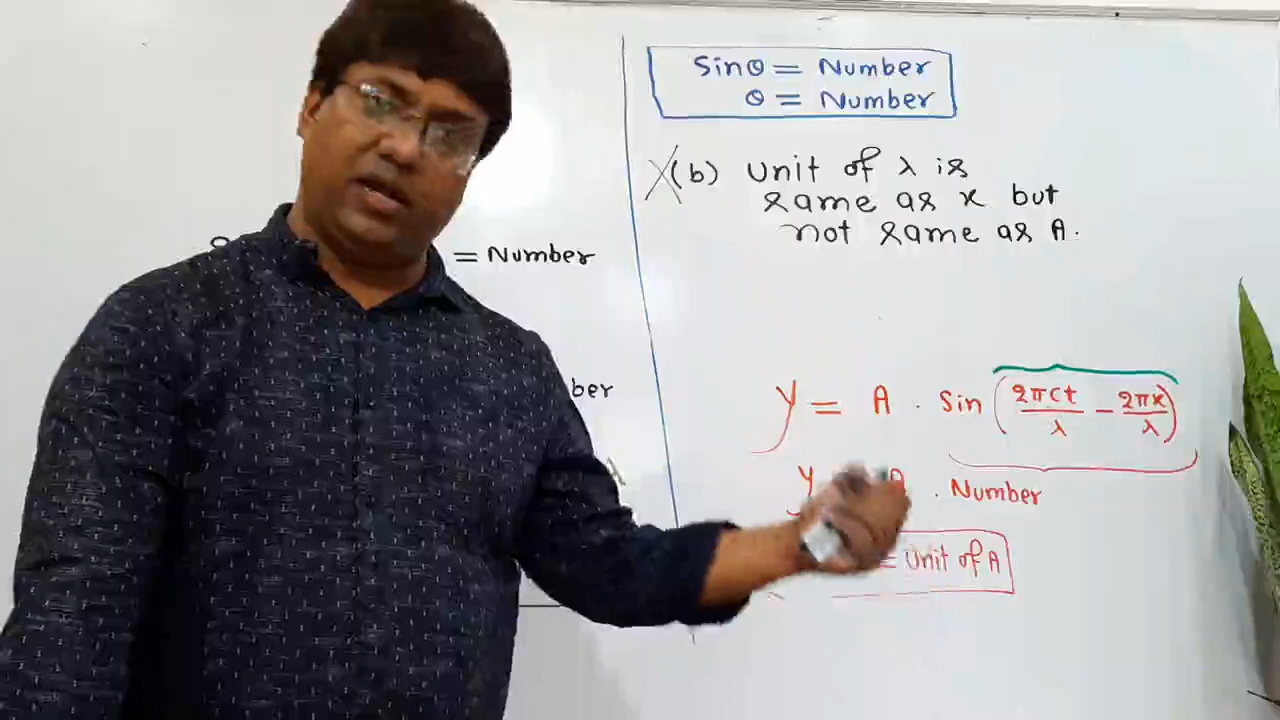 Sinθ = Number
θ = Number
(b) unit of λ is
same as x but
not same as A.
= Number
ber
y = A . Sin (2πct/λ - 2πx/λ)
y A . Number
= Unit of A